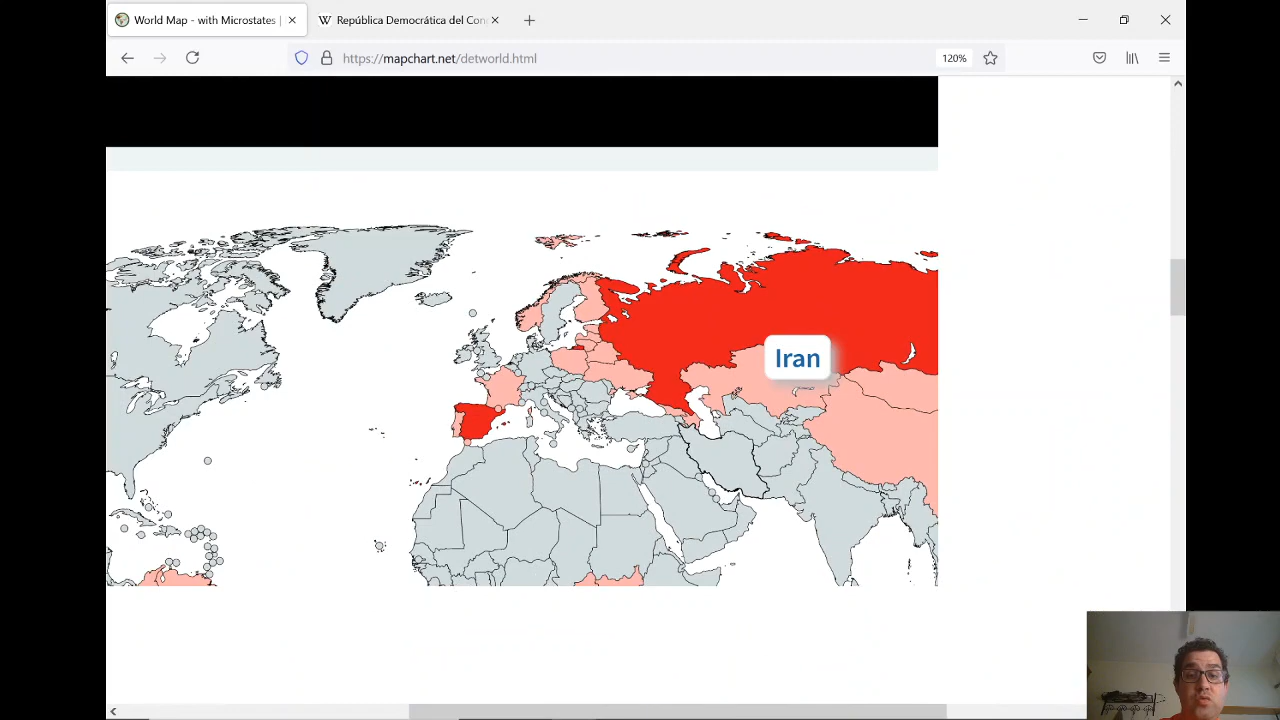 World Map - with Microstates |
República Democrática del Con
https://mapchart.net/detworld.html
120%
Iran